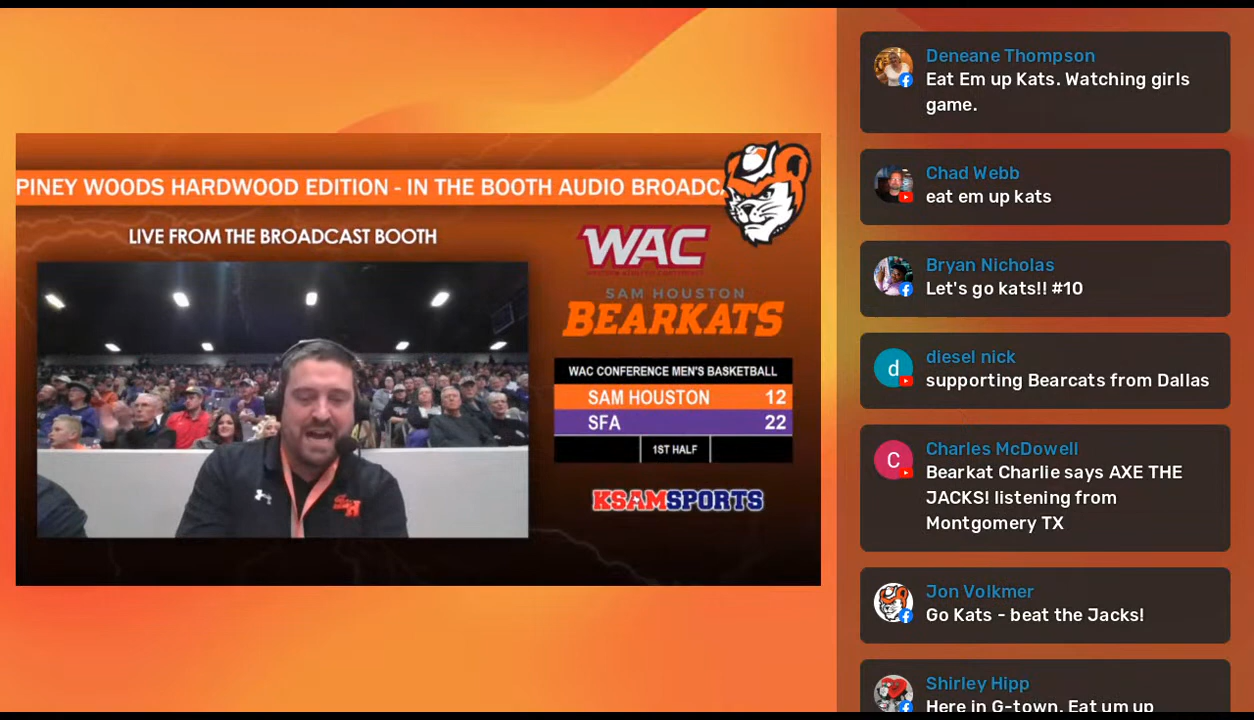 PINEY WOODS HARDWOOD EDITION - IN THE BOOTH AUDIO BROADCA
LIVE FROM THE BROADCAST BOOTH
WAC
WESTERN ATHLETIC CONFERENCE
SAM HOUSTON
BEARKATS
WAC CONFERENCE MEN'S BASKETBALL
SAM HOUSTON 12
SFA 22
1ST HALF
KSAMSPORTS
Deneane Thompson
Eat Em up Kats. Watching girls
game.
Chad Webb
eat em up kats
Bryan Nicholas
Let's go kats!! #10
d
diesel nick
supporting Bearcats from Dallas
C
Charles McDowell
Bearkat Charlie says AXE THE
JACKS! listening from
Montgomery TX
Jon Volkmer
Go Kats - beat the Jacks!
Shirley Hipp
Here in G-town. Eat um up